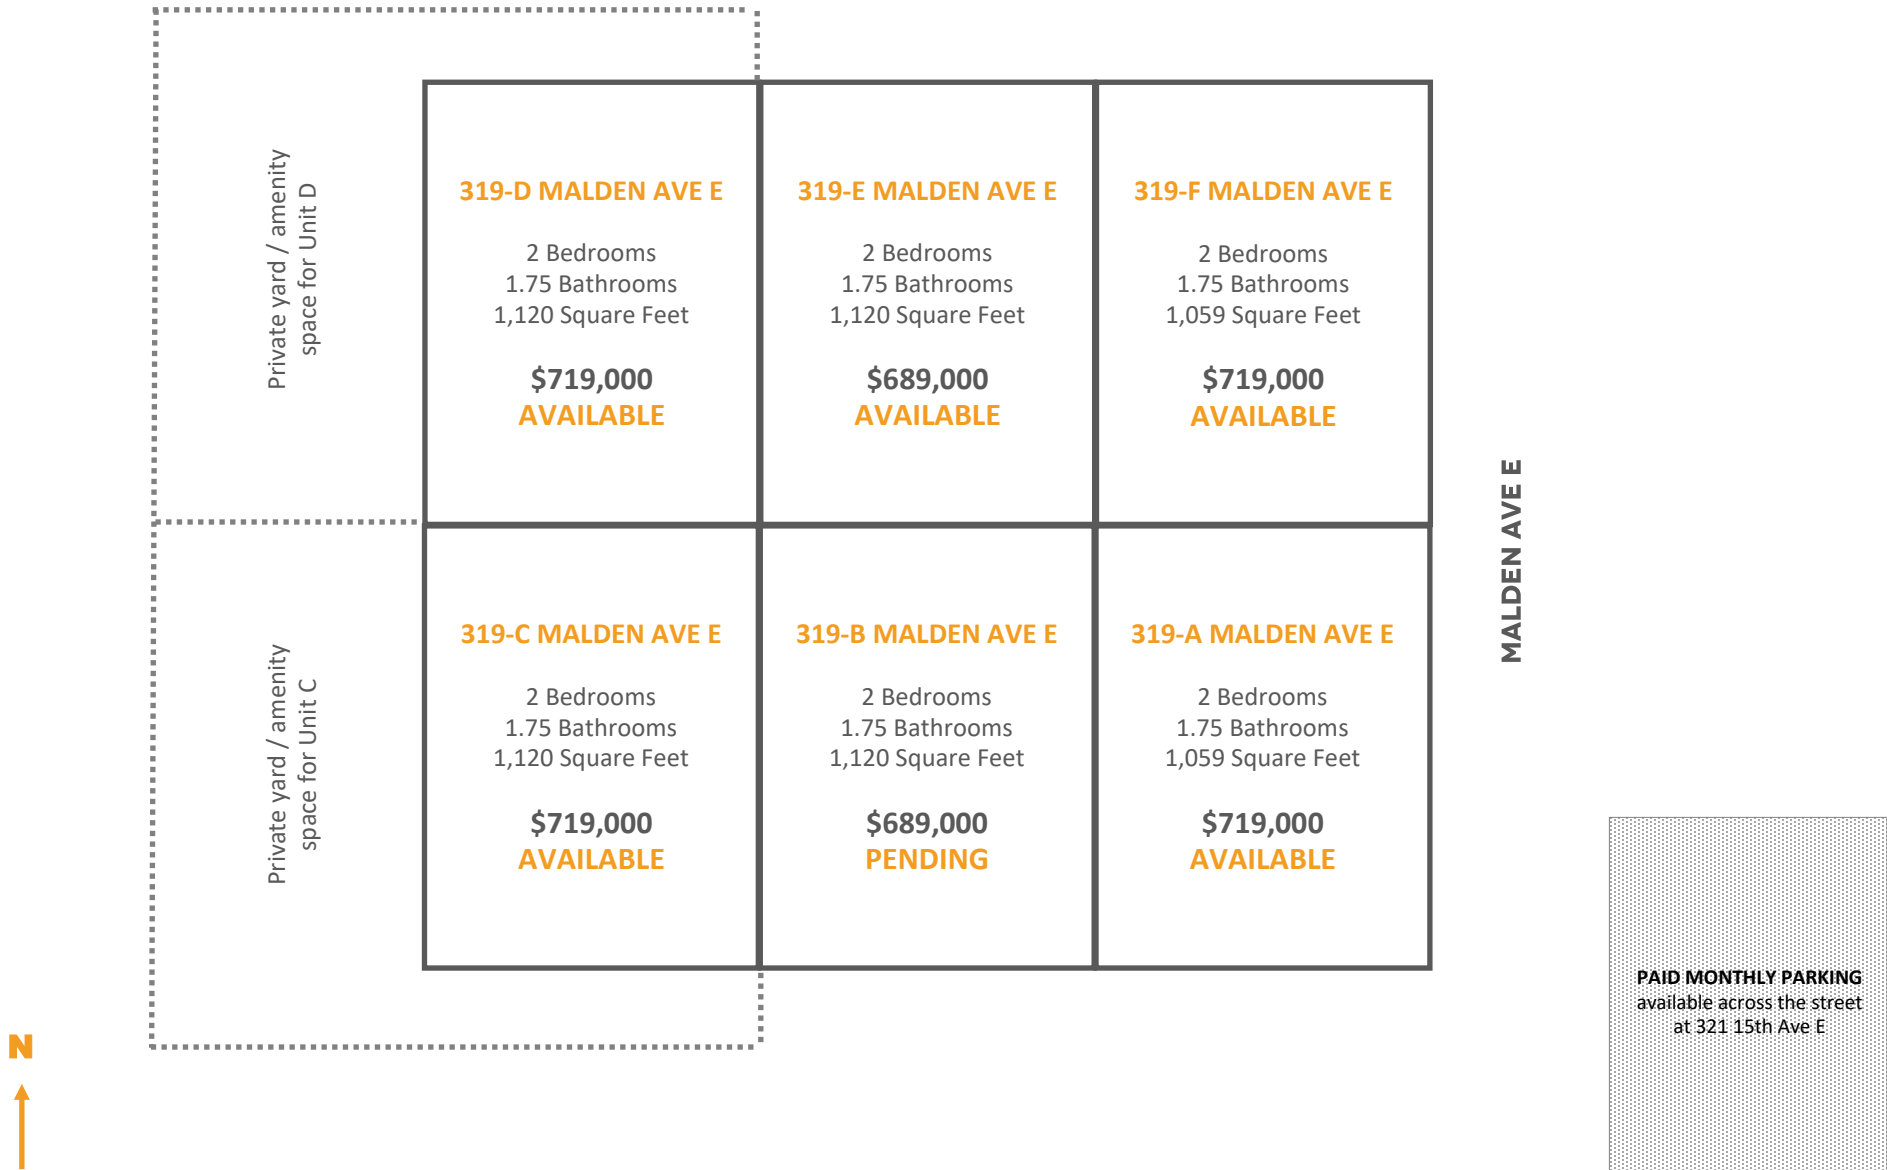 Private yard / amenity
space for Unit D
319-D MALDEN AVE E
2 Bedrooms
1.75 Bathrooms
1,120 Square Feet
$719,000
AVAILABLE
319-E MALDEN AVE E
2 Bedrooms
1.75 Bathrooms
1,120 Square Feet
$689,000
AVAILABLE
319-F MALDEN AVE E
2 Bedrooms
1.75 Bathrooms
1,059 Square Feet
$719,000
AVAILABLE
MALDEN AVE E
Private yard / amenity
space for Unit C
319-C MALDEN AVE E
2 Bedrooms
1.75 Bathrooms
1,120 Square Feet
$719,000
AVAILABLE
319-B MALDEN AVE E
2 Bedrooms
1.75 Bathrooms
1,120 Square Feet
$689,000
PENDING
319-A MALDEN AVE E
2 Bedrooms
1.75 Bathrooms
1,059 Square Feet
$719,000
AVAILABLE
PAID MONTHLY PARKING
available across the street
at 321 15th Ave E
N